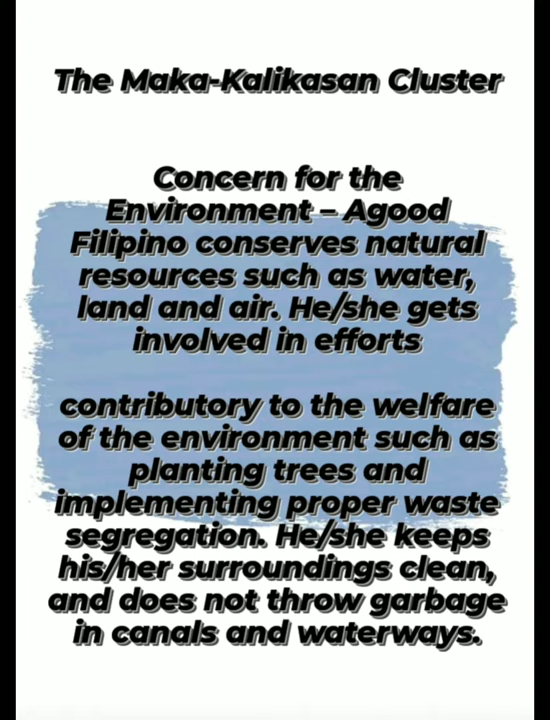 The Maka-Kalikasan Cluster
Concern for the
Environment – Agood
Filipino conserves natural
resources such as water,
land and air. He/she gets
involved in efforts
contributory to the welfare
of the environment such as
planting trees and
implementing proper waste
segregation. He/she keeps
his/her surroundings clean,
and does not throw garbage
in canals and waterways.